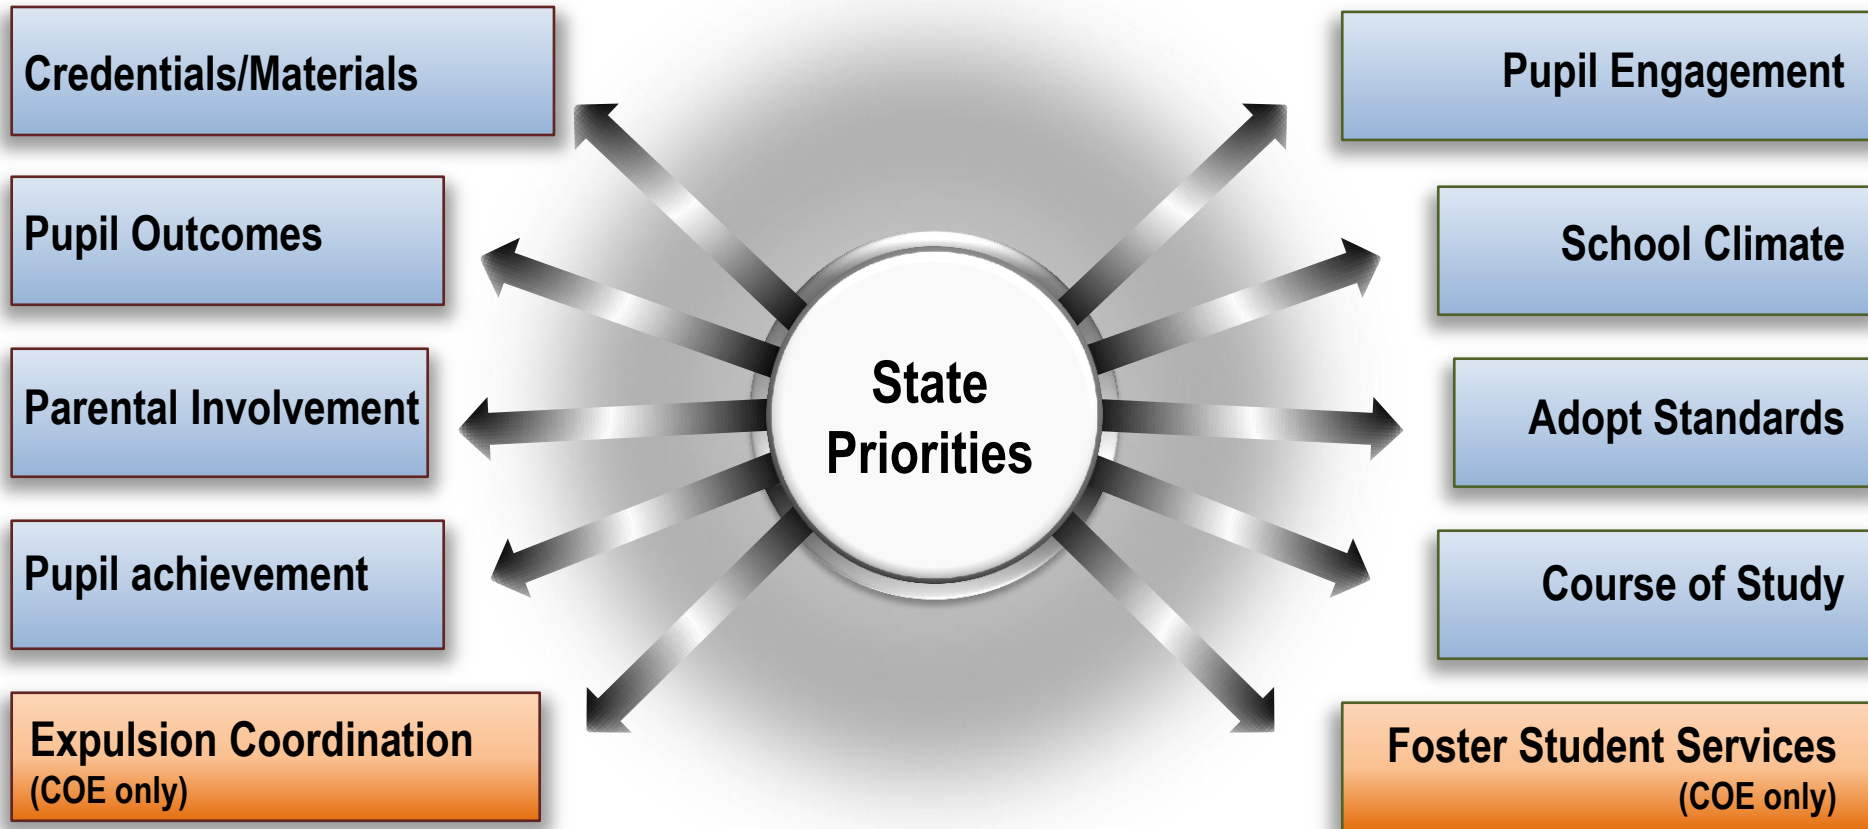 Credentials/Materials
Pupil Outcomes
Parental Involvement
Pupil achievement
Expulsion Coordination
(COE only)
State
Priorities
Pupil Engagement
School Climate
Adopt Standards
Course of Study
Foster Student Services
(COE only)